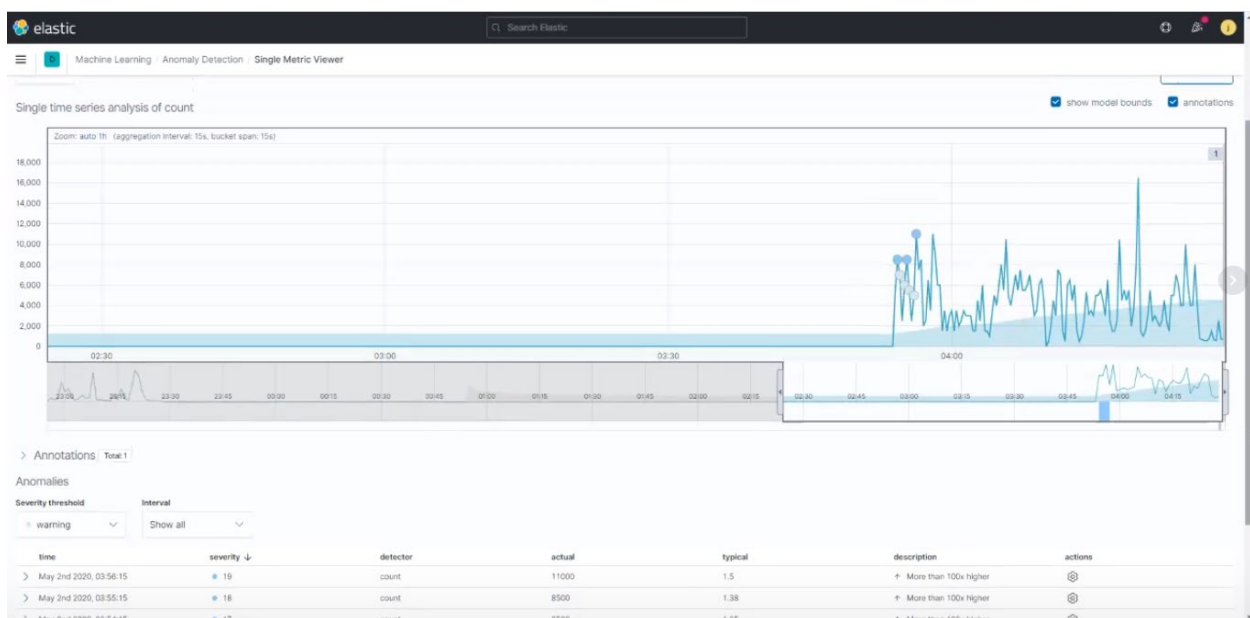 elastic
Search Elastic
D Machine Learning / Anomaly Detection / Single Metric Viewer
Single time series analysis of count
show model bounds annotations
Zoom: auto 1h (aggregation interval: 15s, bucket span: 15s)
1
18,000
16,000
14,000
12,000
10,000
8,000
6,000
4,000
2,000
0
02:30 03:00 03:30 04:00
23:30 23:45 00:00 00:15 00:30 00:45 01:00 01:15 01:30 01:45 02:00 02:15 02:30 02:45 03:00 03:15 03:30 03:45 04:00 04:15
> Annotations Total: 1
Anomalies
Severity threshold Interval
warning Show all
time severity ↓ detector actual typical description actions
> May 2nd 2020, 03:56:15 19 count 11000 1.5 ↑ More than 100x higher
> May 2nd 2020, 03:55:15 18 count 8500 1.38 ↑ More than 100x higher